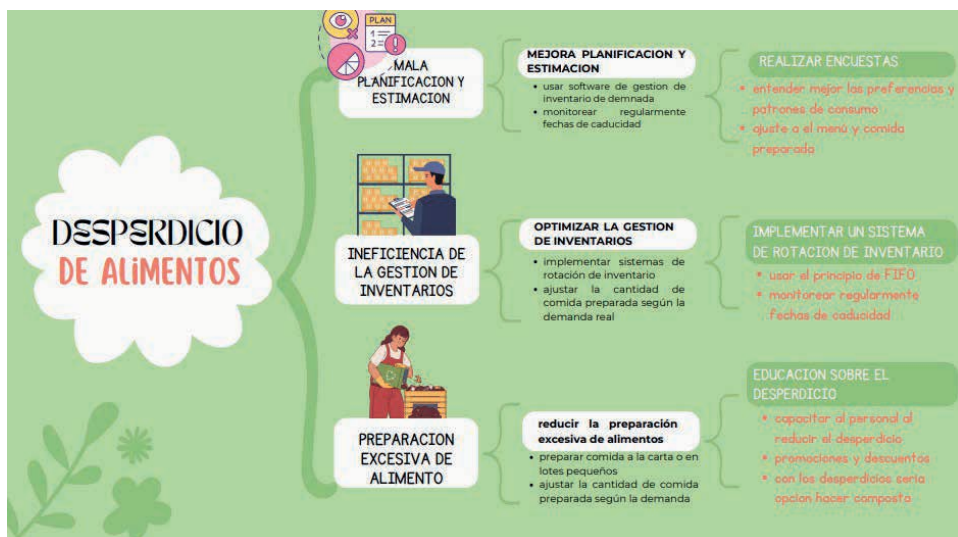 DESPERDICIO
DE ALIMENTOS
PLAN
1
2
MALA
PLANIFICACION Y
ESTIMACION
MEJORA PLANIFICACION Y
ESTIMACION
• usar software de gestion de
inventario de demnada
• monitorear regularmente
fechas de caducidad
REALIZAR ENCUESTAS
• entender mejor las preferencias y
patrones de consumo
• ajuste a el menú y comida
preparada
INEFICIENCIA DE
LA GESTION DE
INVENTARIOS
OPTIMIZAR LA GESTION
DE INVENTARIOS
• implementar sistemas de
rotación de inventario
• ajustar la cantidad de
comida preparada según la
demanda real
IMPLEMENTAR UN SISTEMA
DE ROTACION DE INVENTARIO
• usar el principio de FIFO
• monitorear regularmente
fechas de caducidad
PREPARACION
EXCESIVA DE
ALIMENTO
reducir la preparación
excesiva de alimentos
• preparar comida a la carta o en
lotes pequeños
• ajustar la cantidad de comida
preparada según la demanda
EDUCACION SOBRE EL
DESPERDICIO
• capacitar al personal al
reducir el desperdicio
• promociones y descuentos
• con los desperdicios seria
opcion hacer composta